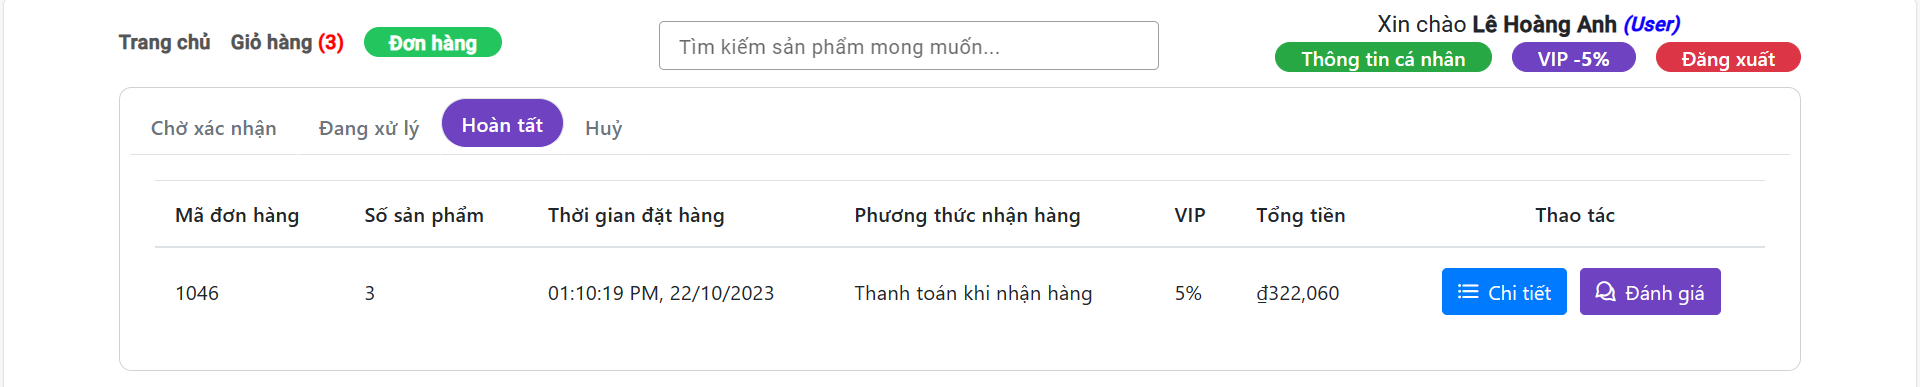 Trang chủ Giỏ hàng (3) Đơn hàng
Tìm kiếm sản phẩm mong muốn...
Xin chào Lê Hoàng Anh (User)
Thông tin cá nhân VIP -5% Đăng xuất
Chờ xác nhận Đang xử lý Hoàn tất Huỷ
Mã đơn hàng Số sản phẩm Thời gian đặt hàng Phương thức nhận hàng VIP Tổng tiền Thao tác
1046 3 01:10:19 PM, 22/10/2023 Thanh toán khi nhận hàng 5% ₫322,060 Chi tiết Đánh giá